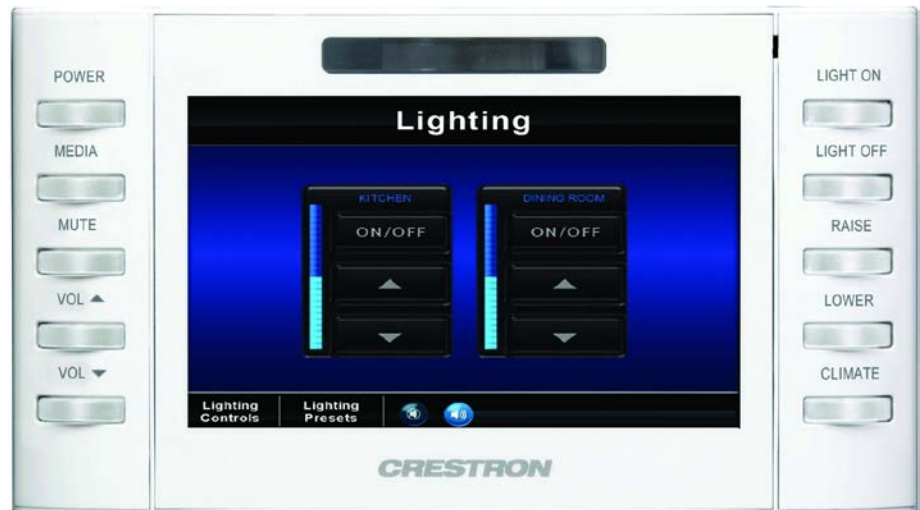 POWER
MEDIA
MUTE
VOL ▲
VOL ▼
Lighting
KITCHEN
ON/OFF
DINING ROOM
ON/OFF
Lighting
Controls
Lighting
Presets
CRESTRON
LIGHT ON
LIGHT OFF
RAISE
LOWER
CLIMATE